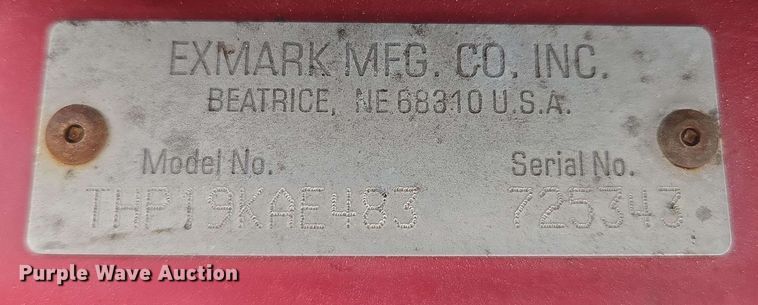 EXMARK MFG. CO. INC.
BEATRICE, NE 68310 U.S.A.
Model No. Serial No.
THP19KAE483 725343
Purple Wave Auction